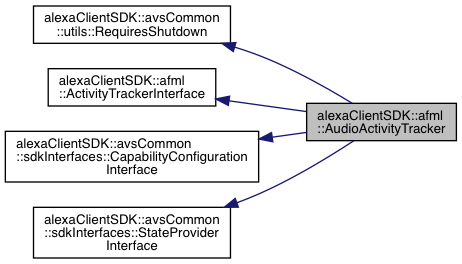 alexaClientSDK::avsCommon
::utils::RequiresShutdown
alexaClientSDK::afml
::ActivityTrackerInterface
alexaClientSDK::afml
::AudioActivityTracker
alexaClientSDK::avsCommon
::sdkInterfaces::CapabilityConfiguration
Interface
alexaClientSDK::avsCommon
::sdkInterfaces::StateProvider
Interface